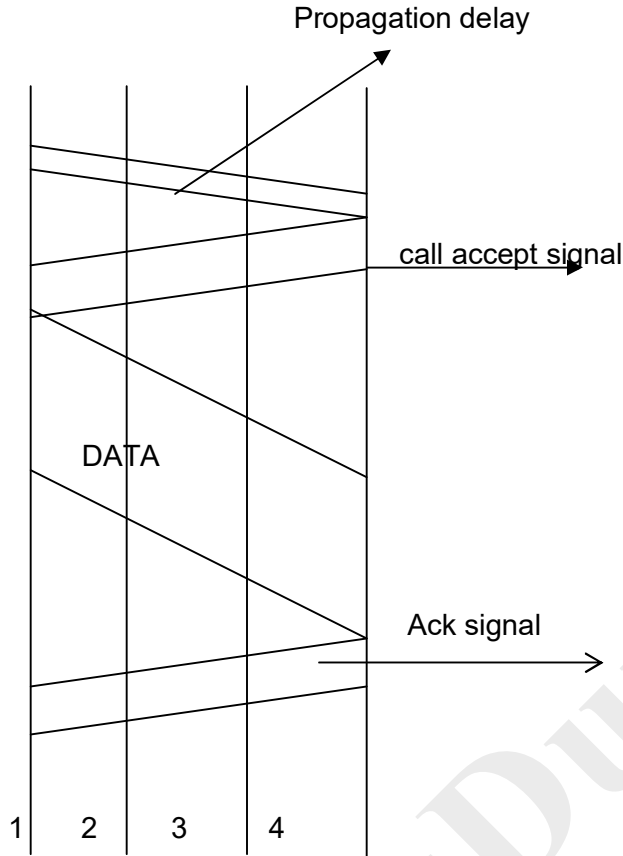 Propagation delay
call accept signal
DATA
Ack signal
1 2 3 4